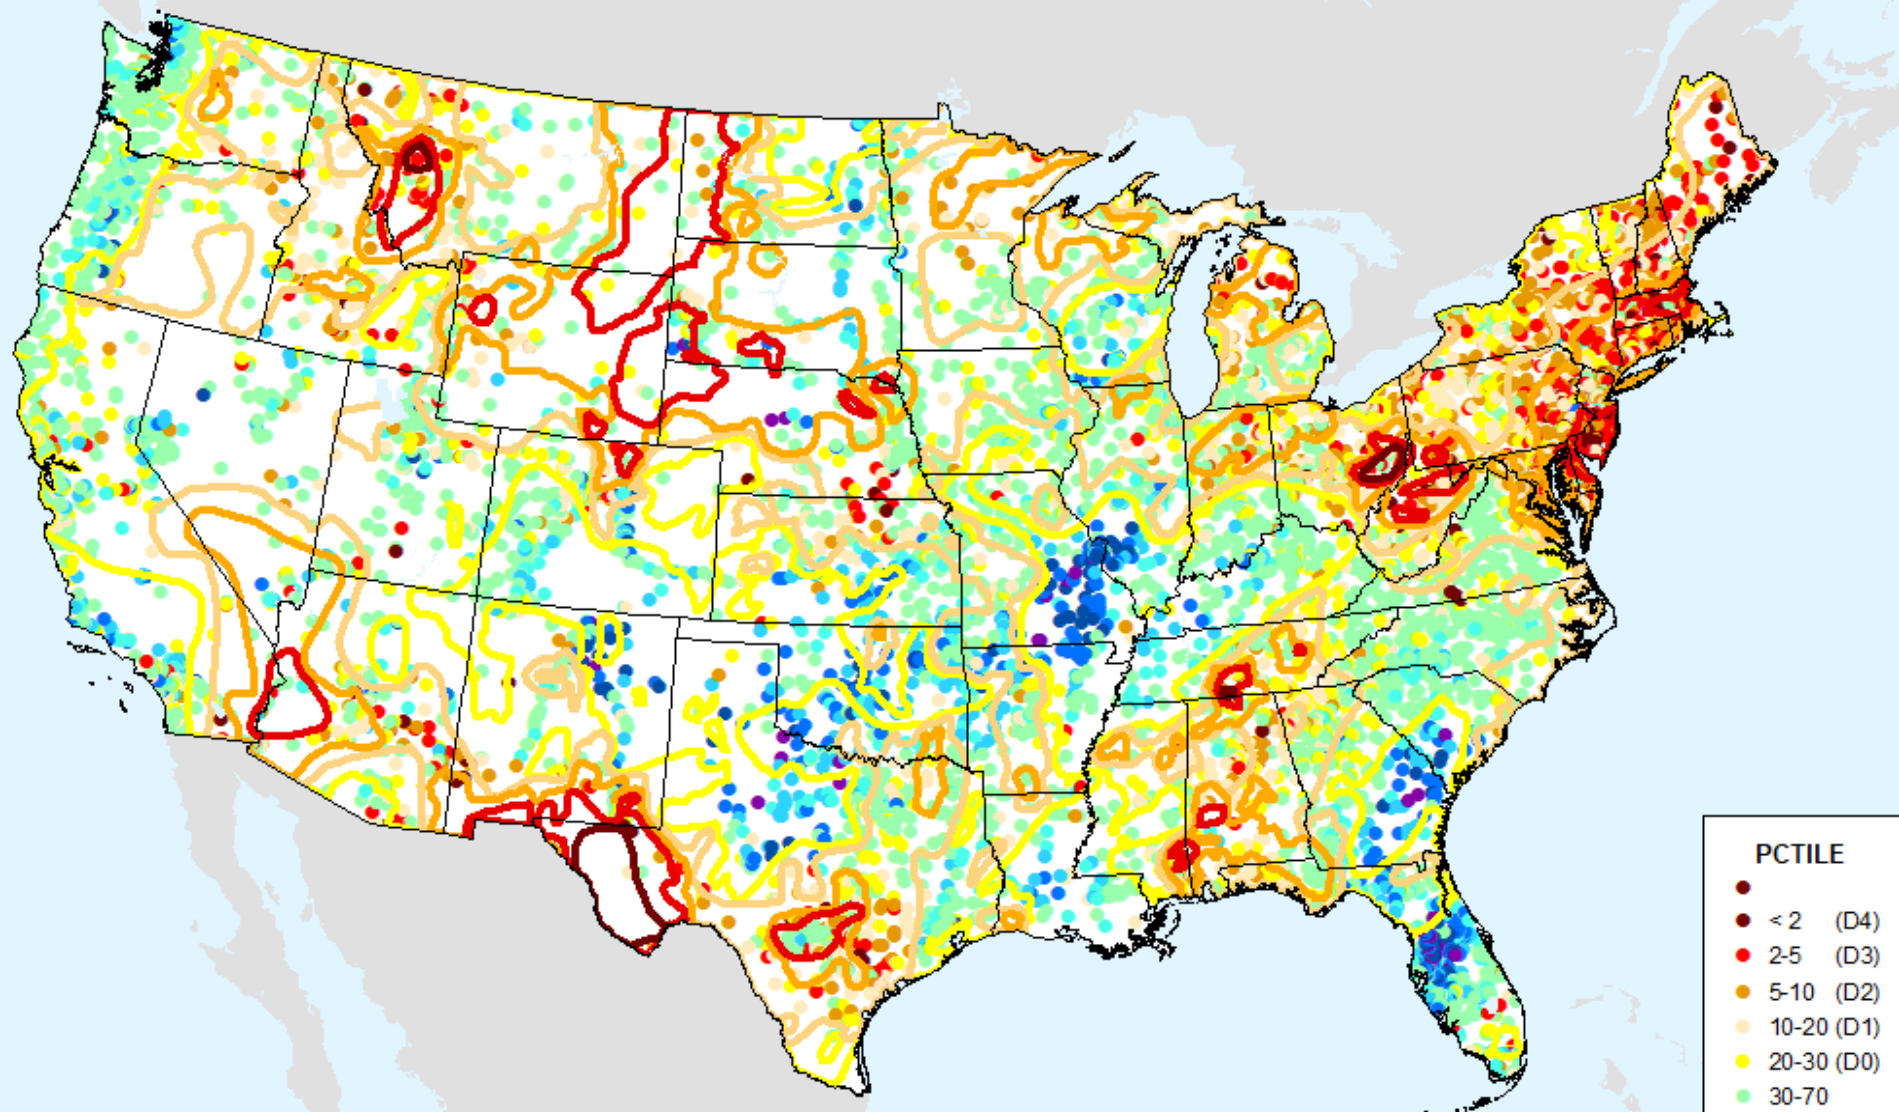 PCTILE
< 2 (D4)
2-5 (D3)
5-10 (D2)
10-20 (D1)
20-30 (D0)
30-70